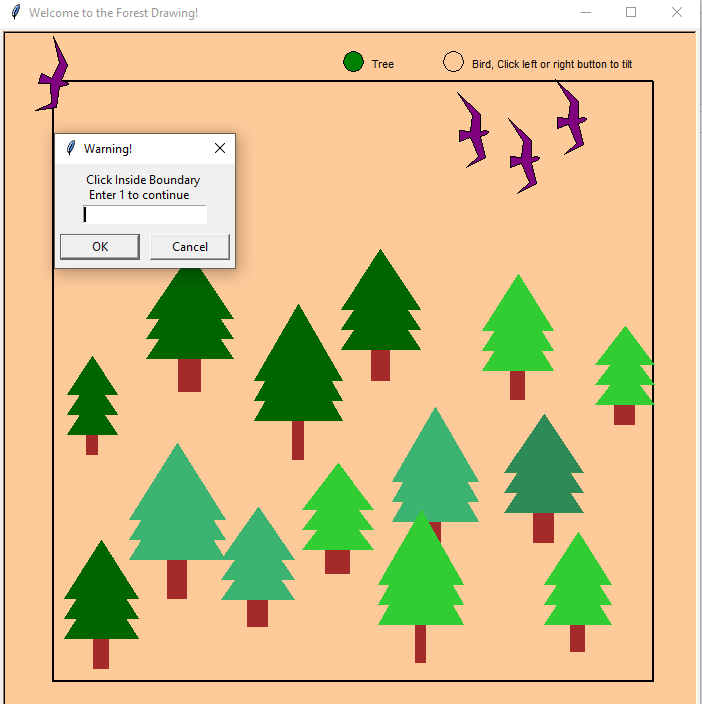 Welcome to the Forest Drawing!
Tree
Bird, Click left or right button to tilt
Warning!
Click Inside Boundary
Enter 1 to continue
OK
Cancel